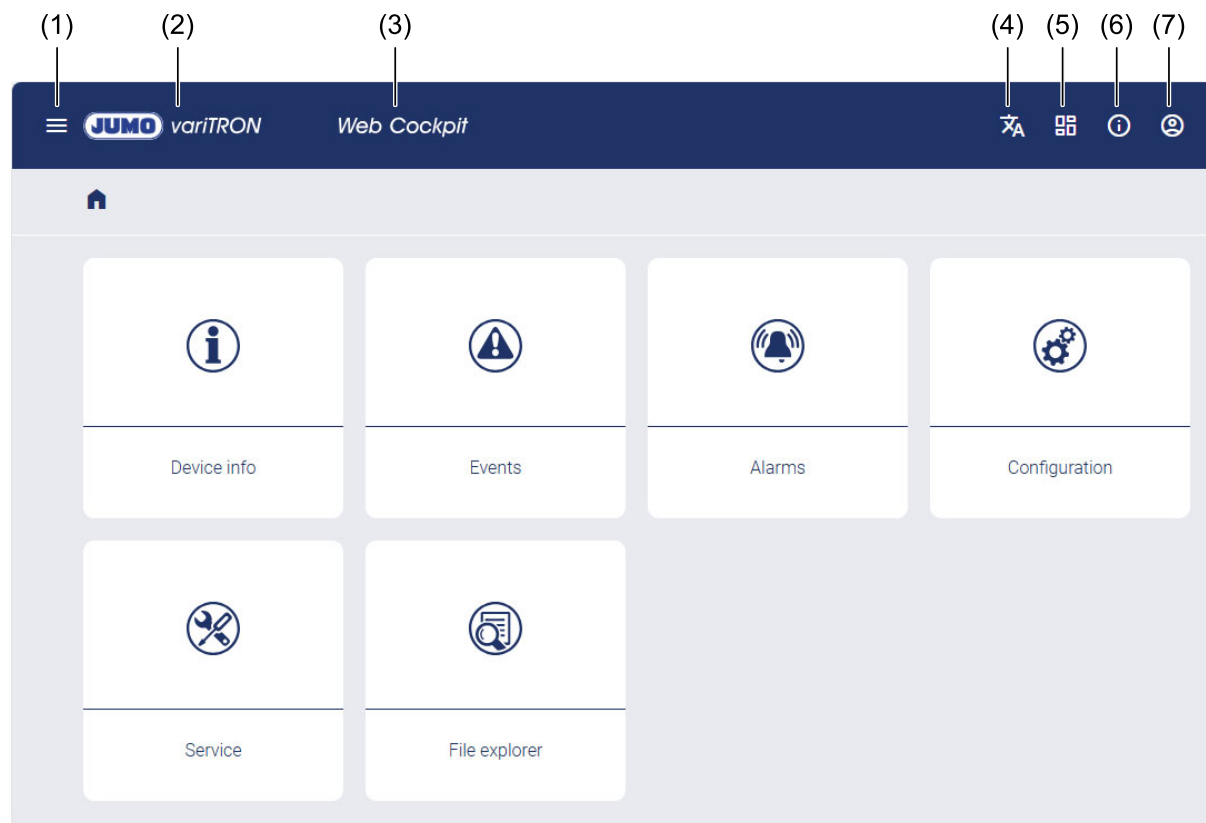 (1) (2) (3) (4) (5) (6) (7)
JUMO variTRON Web Cockpit
Device info Events Alarms Configuration
Service File explorer